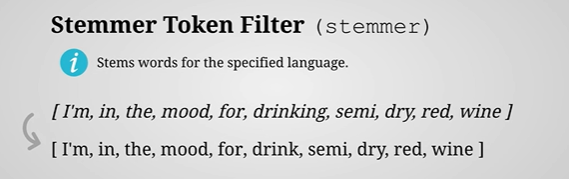 Stemmer Token Filter (stemmer)
i Stems words for the specified language.
[ I'm, in, the, mood, for, drinking, semi, dry, red, wine ]
[ I'm, in, the, mood, for, drink, semi, dry, red, wine ]